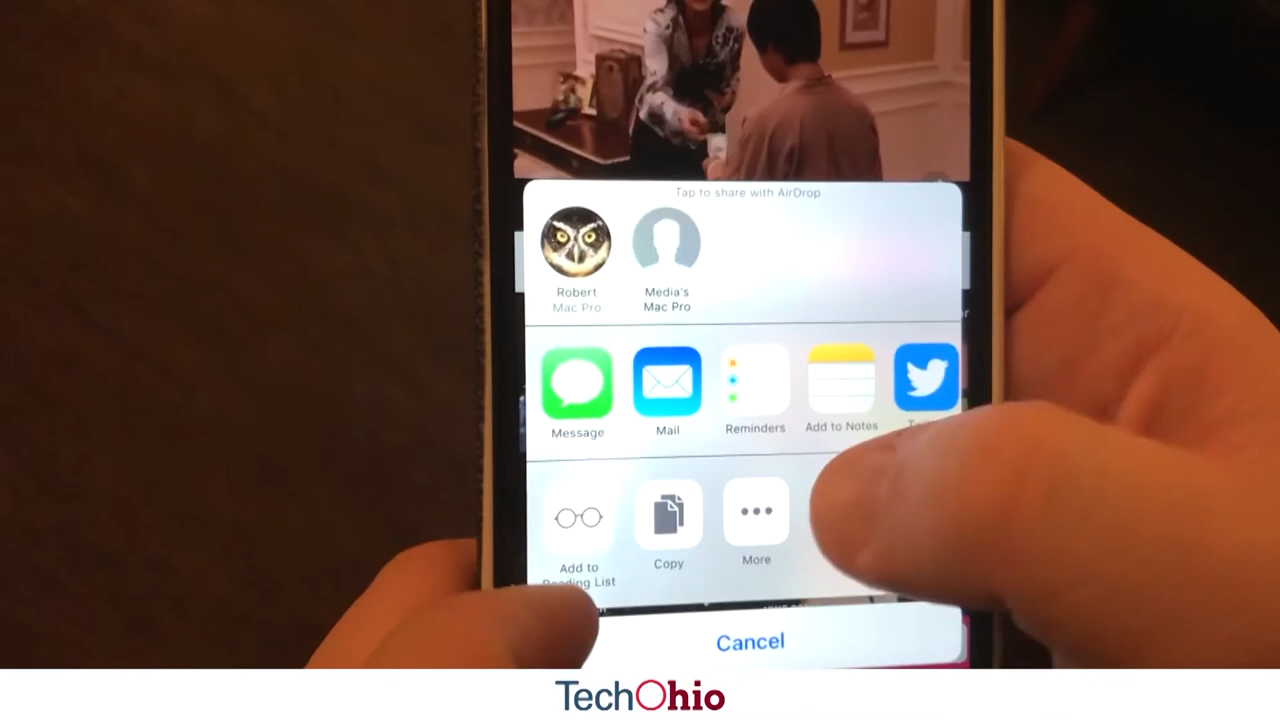 Tap to share with AirDrop
Robert
Mac Pro
Media's
Mac Pro
Message
Mail
Reminders
Add to Notes
Add to
Reading List
Copy
More
Cancel
TechOhio